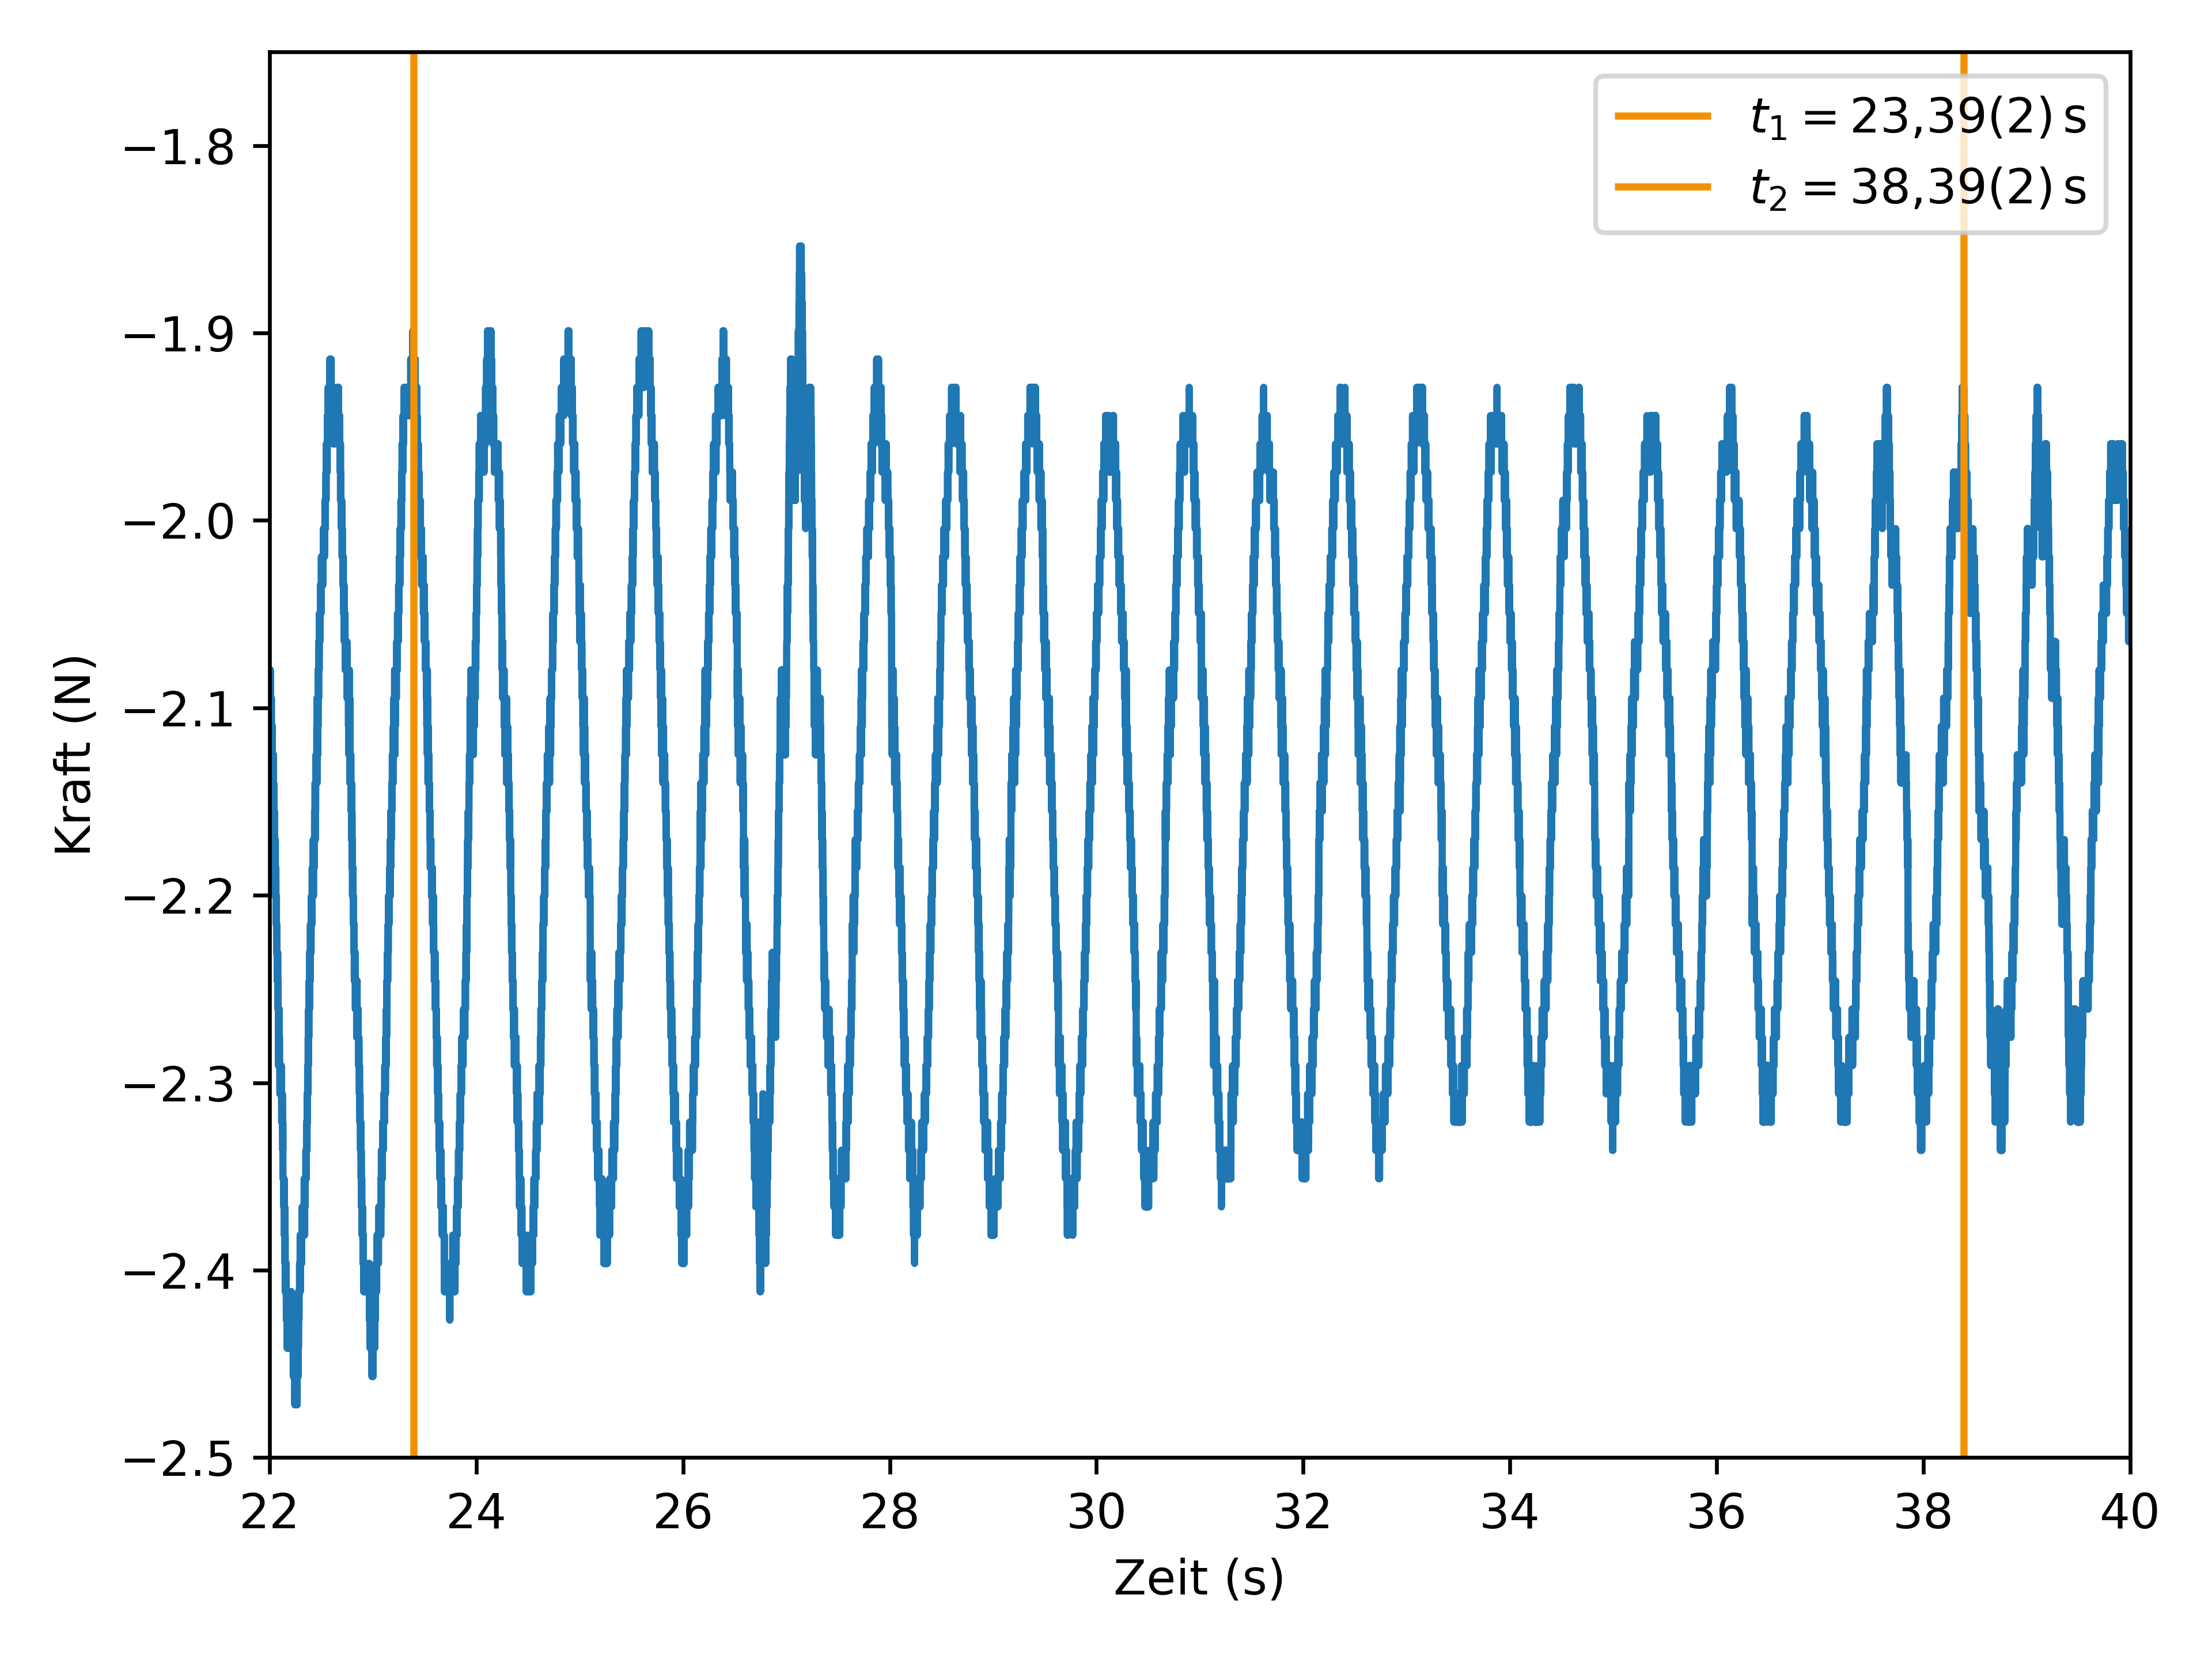 t₁ = 23,39(2) s
t₂ = 38,39(2) s
−1.8
−1.9
−2.0
−2.1
−2.2
−2.3
−2.4
−2.5
Kraft (N)
22 24 26 28 30 32 34 36 38 40
Zeit (s)